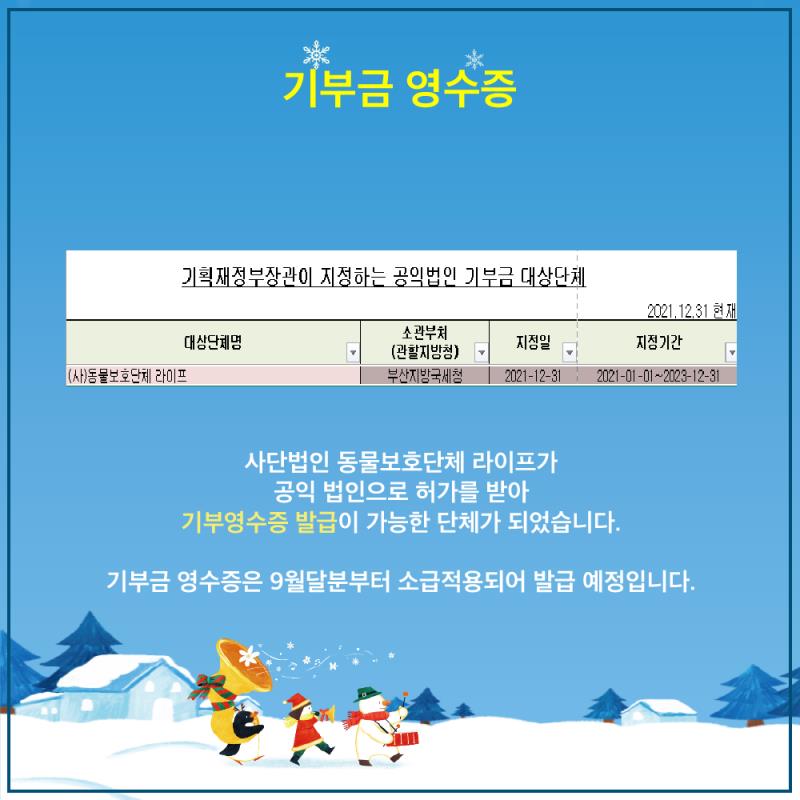 기부금 영수증
기획재정부장관이 지정하는 공익법인 기부금 대상단체
2021.12.31 현재
대상단체명
소관부처
(관할지방청)
지정일
지정기간
(사)동물보호단체 라이프
부산지방국세청
2021-12-31
2021-01-01~2023-12-31
사단법인 동물보호단체 라이프가
공익 법인으로 허가를 받아
기부영수증 발급이 가능한 단체가 되었습니다.
기부금 영수증은 9월달분부터 소급적용되어 발급 예정입니다.